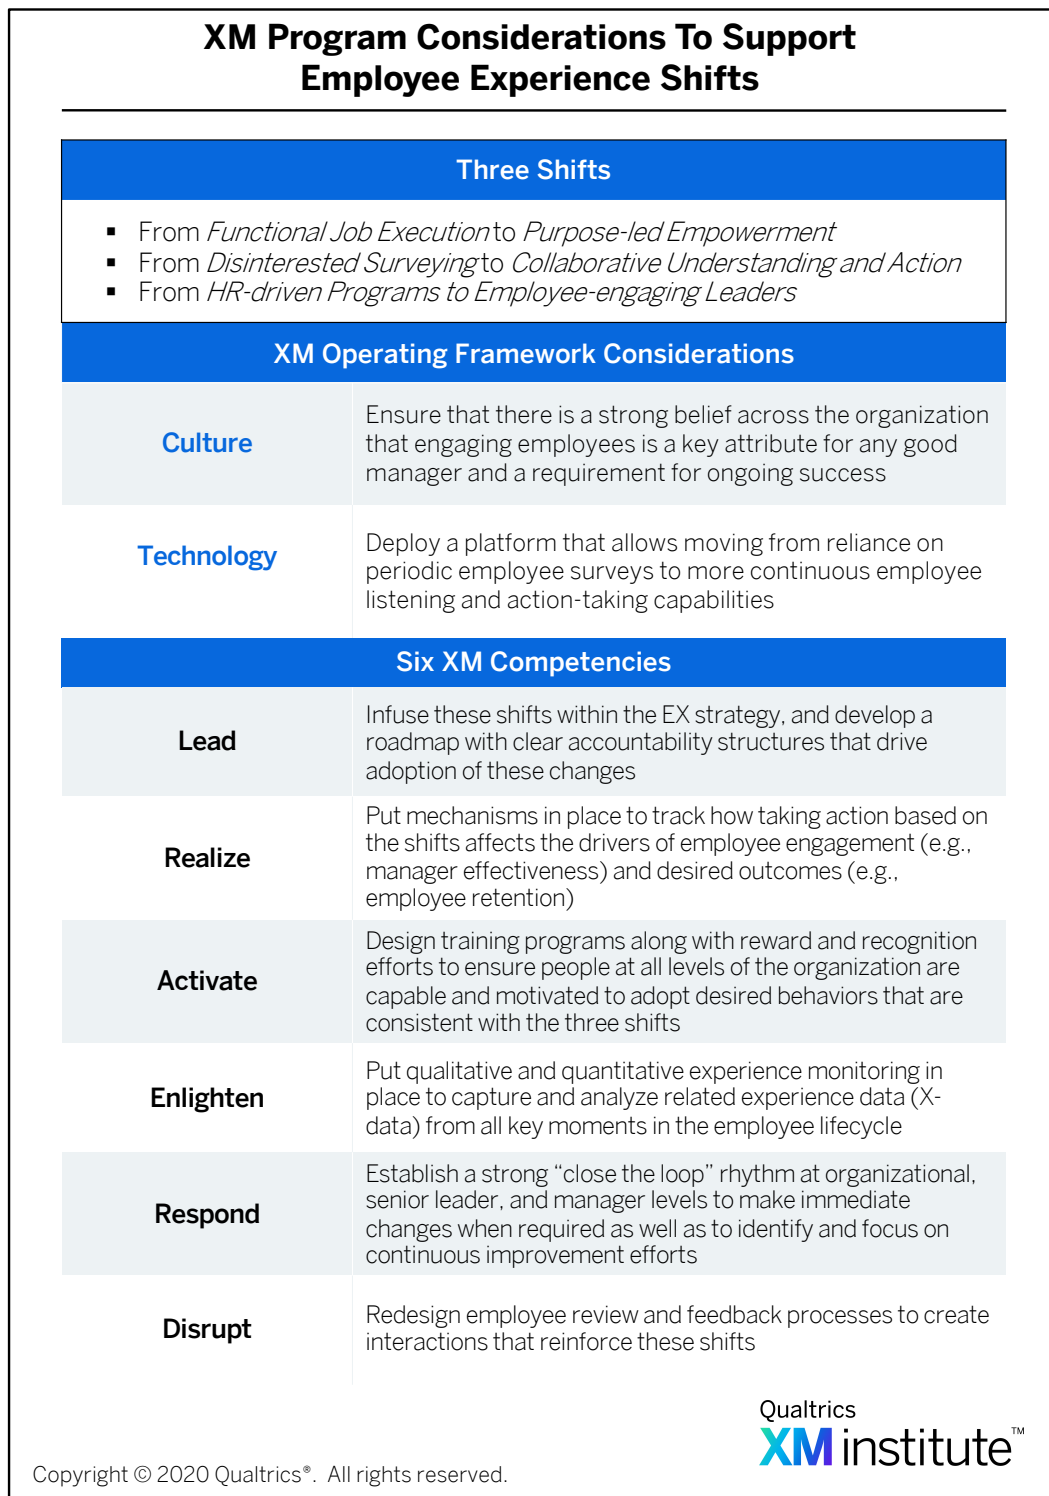 XM Program Considerations To Support
Employee Experience Shifts
Three Shifts
▪ From Functional Job Execution to Purpose-led Empowerment
▪ From Disinterested Surveying to Collaborative Understanding and Action
▪ From HR-driven Programs to Employee-engaging Leaders
XM Operating Framework Considerations
Culture
Ensure that there is a strong belief across the organization
that engaging employees is a key attribute for any good
manager and a requirement for ongoing success
Technology
Deploy a platform that allows moving from reliance on
periodic employee surveys to more continuous employee
listening and action-taking capabilities
Six XM Competencies
Lead
Infuse these shifts within the EX strategy, and develop a
roadmap with clear accountability structures that drive
adoption of these changes
Realize
Put mechanisms in place to track how taking action based on
the shifts affects the drivers of employee engagement (e.g.,
manager effectiveness) and desired outcomes (e.g.,
employee retention)
Activate
Design training programs along with reward and recognition
efforts to ensure people at all levels of the organization are
capable and motivated to adopt desired behaviors that are
consistent with the three shifts
Enlighten
Put qualitative and quantitative experience monitoring in
place to capture and analyze related experience data (X-
data) from all key moments in the employee lifecycle
Respond
Establish a strong “close the loop” rhythm at organizational,
senior leader, and manager levels to make immediate
changes when required as well as to identify and focus on
continuous improvement efforts
Disrupt
Redesign employee review and feedback processes to create
interactions that reinforce these shifts
Qualtrics
XM institute™
Copyright © 2020 Qualtrics®. All rights reserved.